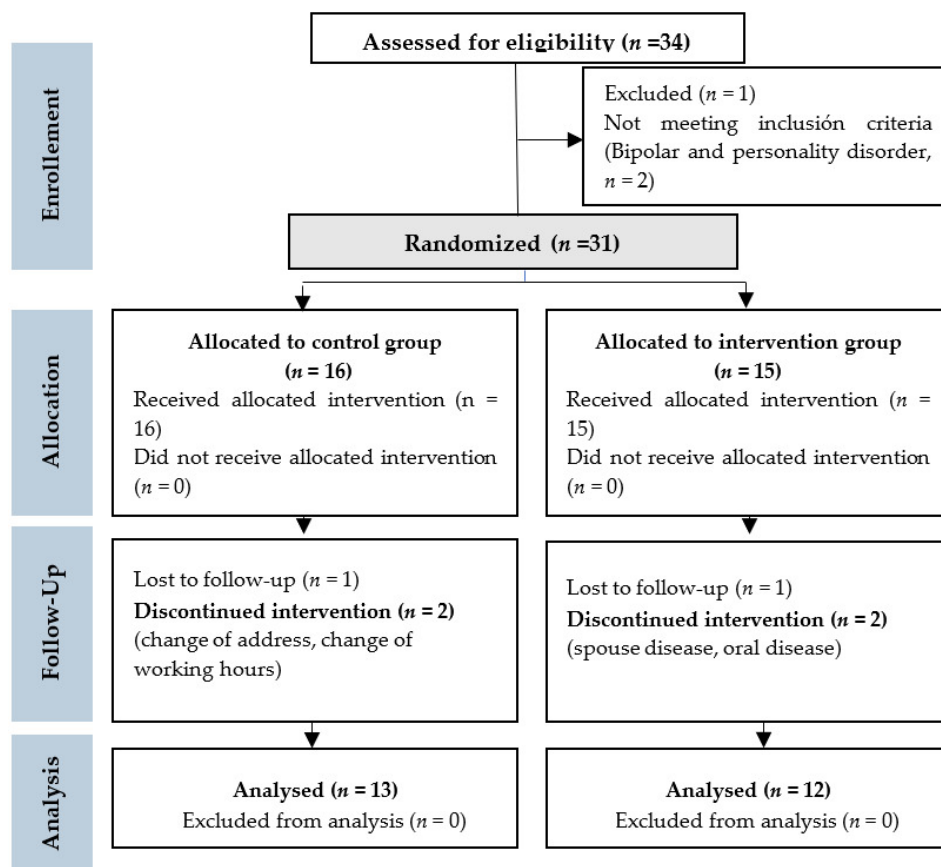 Assessed for eligibility (n =34)
Enrollement
Excluded (n = 1)
Not meeting inclusión criteria
(Bipolar and personality disorder,
n = 2)
Randomized (n =31)
Allocation
Allocated to control group
(n = 16)
Received allocated intervention (n =
16)
Did not receive allocated intervention
(n = 0)
Allocated to intervention group
(n = 15)
Received allocated intervention (n =
15)
Did not receive allocated intervention
(n = 0)
Follow-Up
Lost to follow-up (n = 1)
Discontinued intervention (n = 2)
(change of address, change of
working hours)
Lost to follow-up (n = 1)
Discontinued intervention (n = 2)
(spouse disease, oral disease)
Analysis
Analysed (n = 13)
Excluded from analysis (n = 0)
Analysed (n = 12)
Excluded from analysis (n = 0)